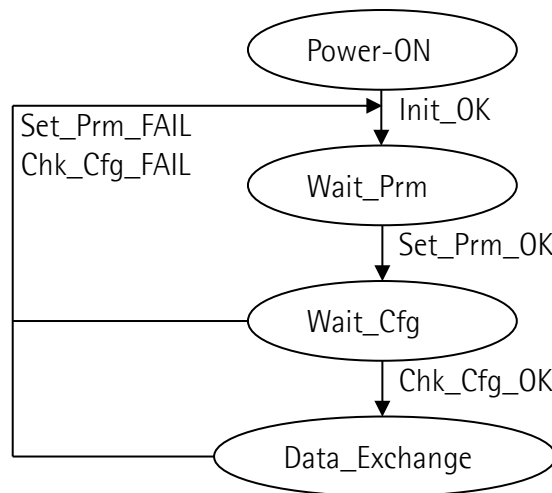 Power-ON
Init_OK
Set_Prm_FAIL
Chk_Cfg_FAIL
Wait_Prm
Set_Prm_OK
Wait_Cfg
Chk_Cfg_OK
Data_Exchange